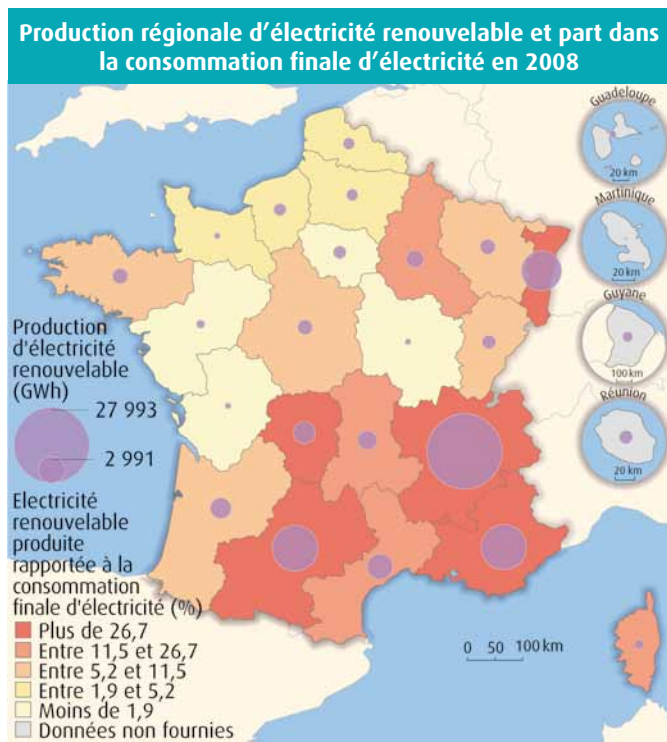 Production régionale d'électricité renouvelable et part dans
la consommation finale d'électricité en 2008
Guadeloupe
20 km
Martinique
20 km
Guyane
100 km
Réunion
20 km
Production
d'électricité
renouvelable
(GWh)
27 993
2 991
Electricité
renouvelable
produite
rapportée à la
consommation
finale d'électricité (%)
Plus de 26,7
Entre 11,5 et 26,7
Entre 5,2 et 11,5
Entre 1,9 et 5,2
Moins de 1,9
Données non fournies
0 50 100 km